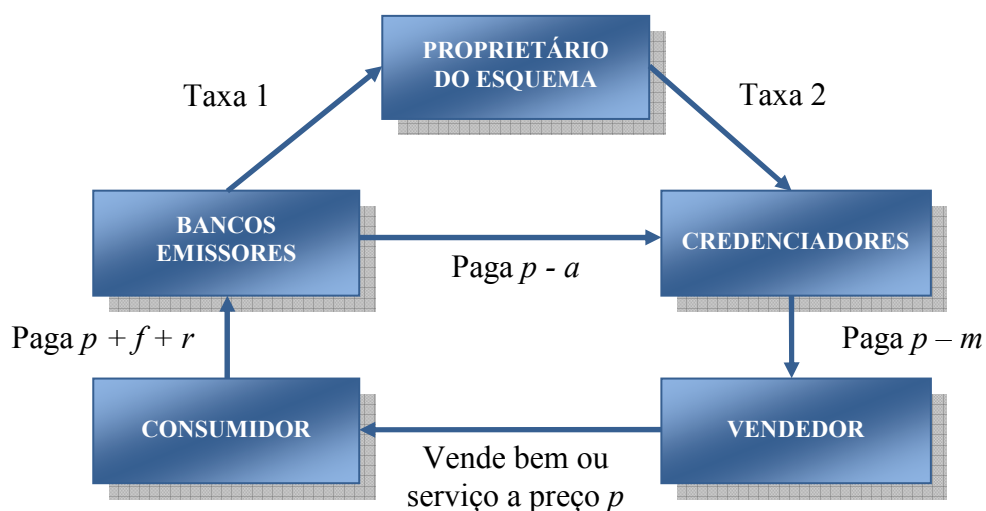 PROPRIETÁRIO
DO ESQUEMA
Taxa 1
Taxa 2
BANCOS
EMISSORES
CREDENCIADORES
Paga p - a
Paga p + f + r
Paga p – m
CONSUMIDOR
VENDEDOR
Vende bem ou
serviço a preço p